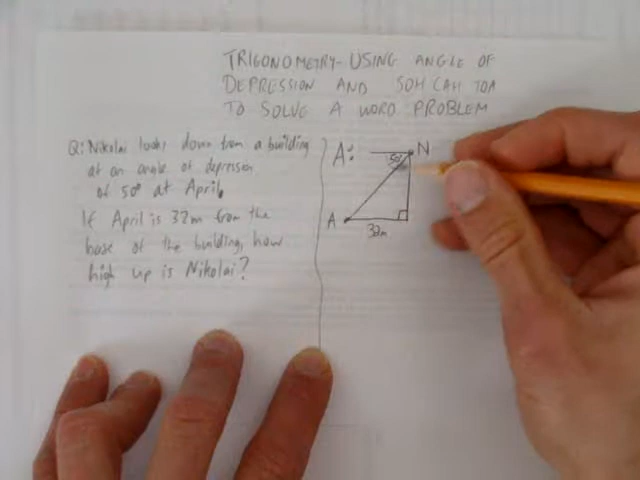 TRIGONOMETRY- USING ANGLE OF
DEPRESSION AND SOH CAH TOA
TO SOLVE A WORD PROBLEM
Q: Nikolai looks down from a building
at an angle of depression
of 50° at April.
If April is 32m from the
base of the building, how
high up is Nikolai?
A:
N
50°
A
32m